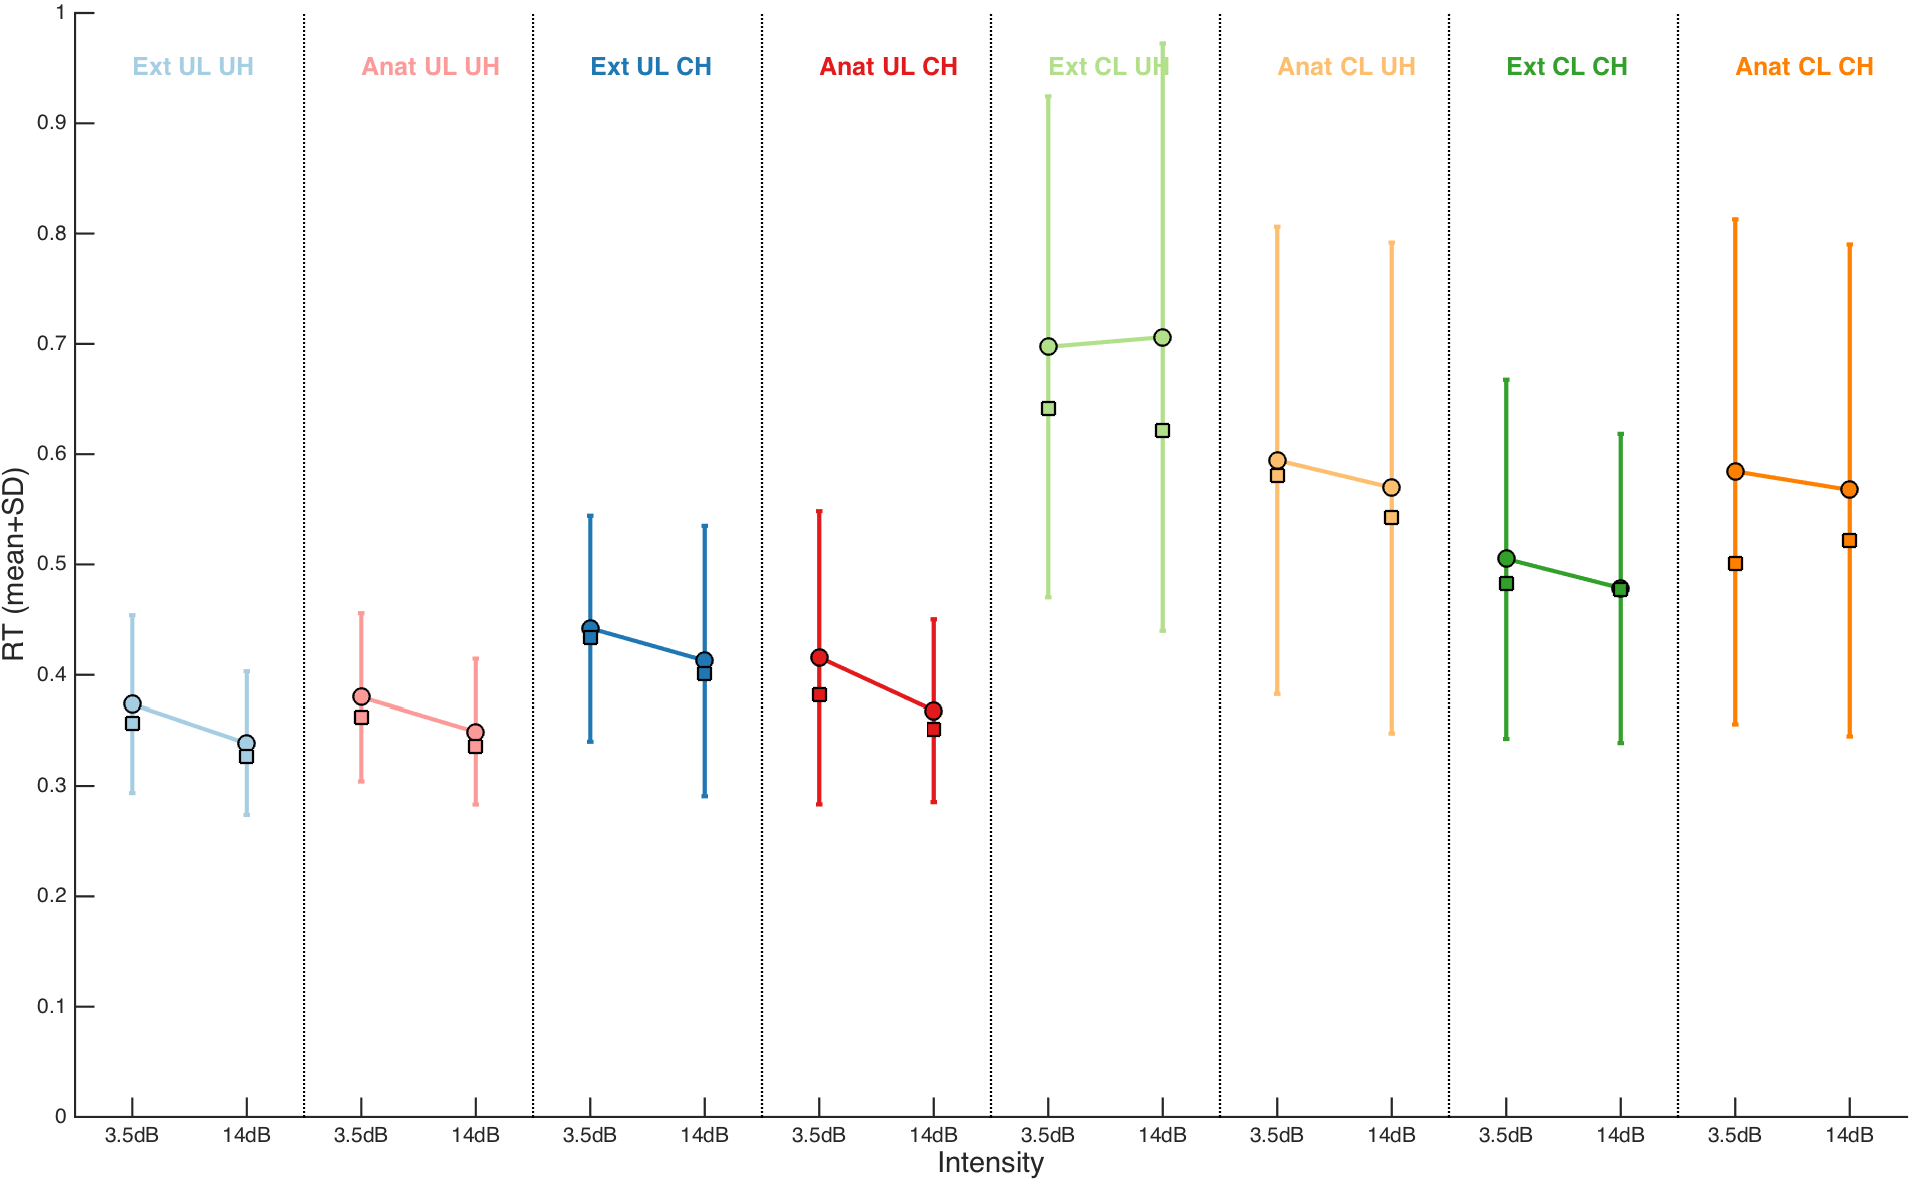 1
Ext UL UH Anat UL UH Ext UL CH Anat UL CH Ext CL UH Anat CL UH Ext CL CH Anat CL CH
0.9
0.8
0.7
0.6
0.5
0.4
0.3
0.2
0.1
0
RT (mean+SD)
3.5dB 14dB 3.5dB 14dB 3.5dB 14dB 3.5dB 14dB 3.5dB 14dB 3.5dB 14dB 3.5dB 14dB 3.5dB 14dB
Intensity